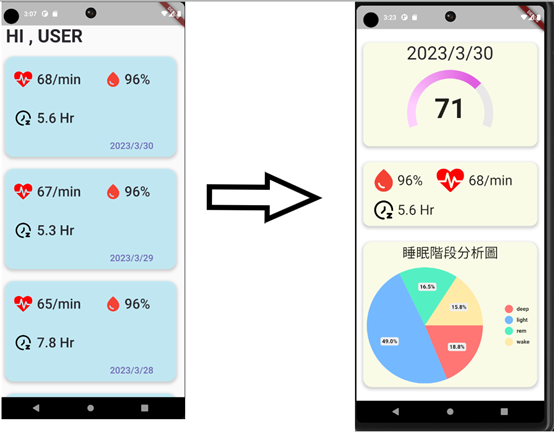 3:07
HI , USER
68/min 96%
5.6 Hr
2023/3/30
67/min 96%
5.3 Hr
2023/3/29
65/min 96%
7.8 Hr
2023/3/28
3:23
2023/3/30
71
96% 68/min
5.6 Hr
睡眠階段分析圖
16.5%
15.8%
49.0%
18.8%
deep
light
rem
wake